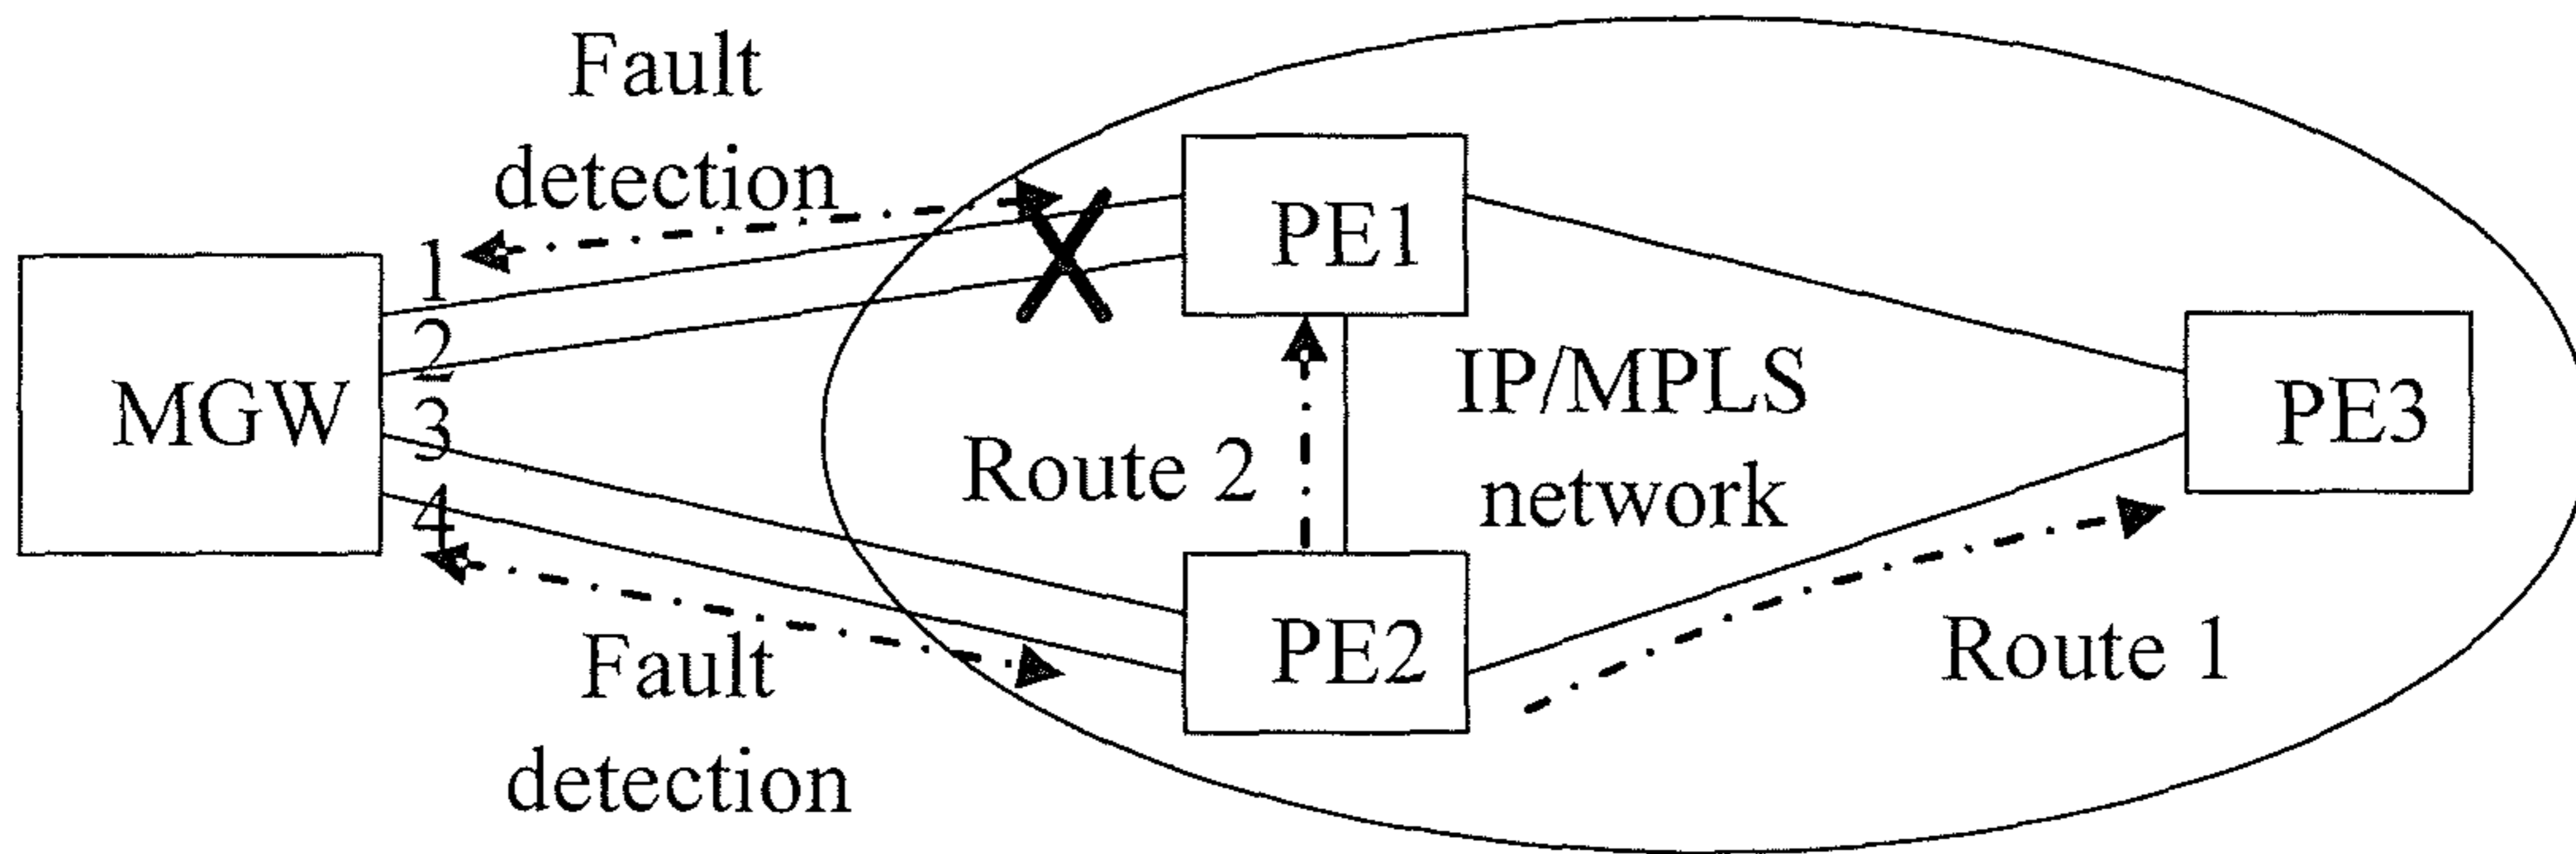 Fault
detection
1
2
3
4
MGW
PE1
IP/MPLS
network
Route 2
PE3
PE2
Route 1
Fault
detection